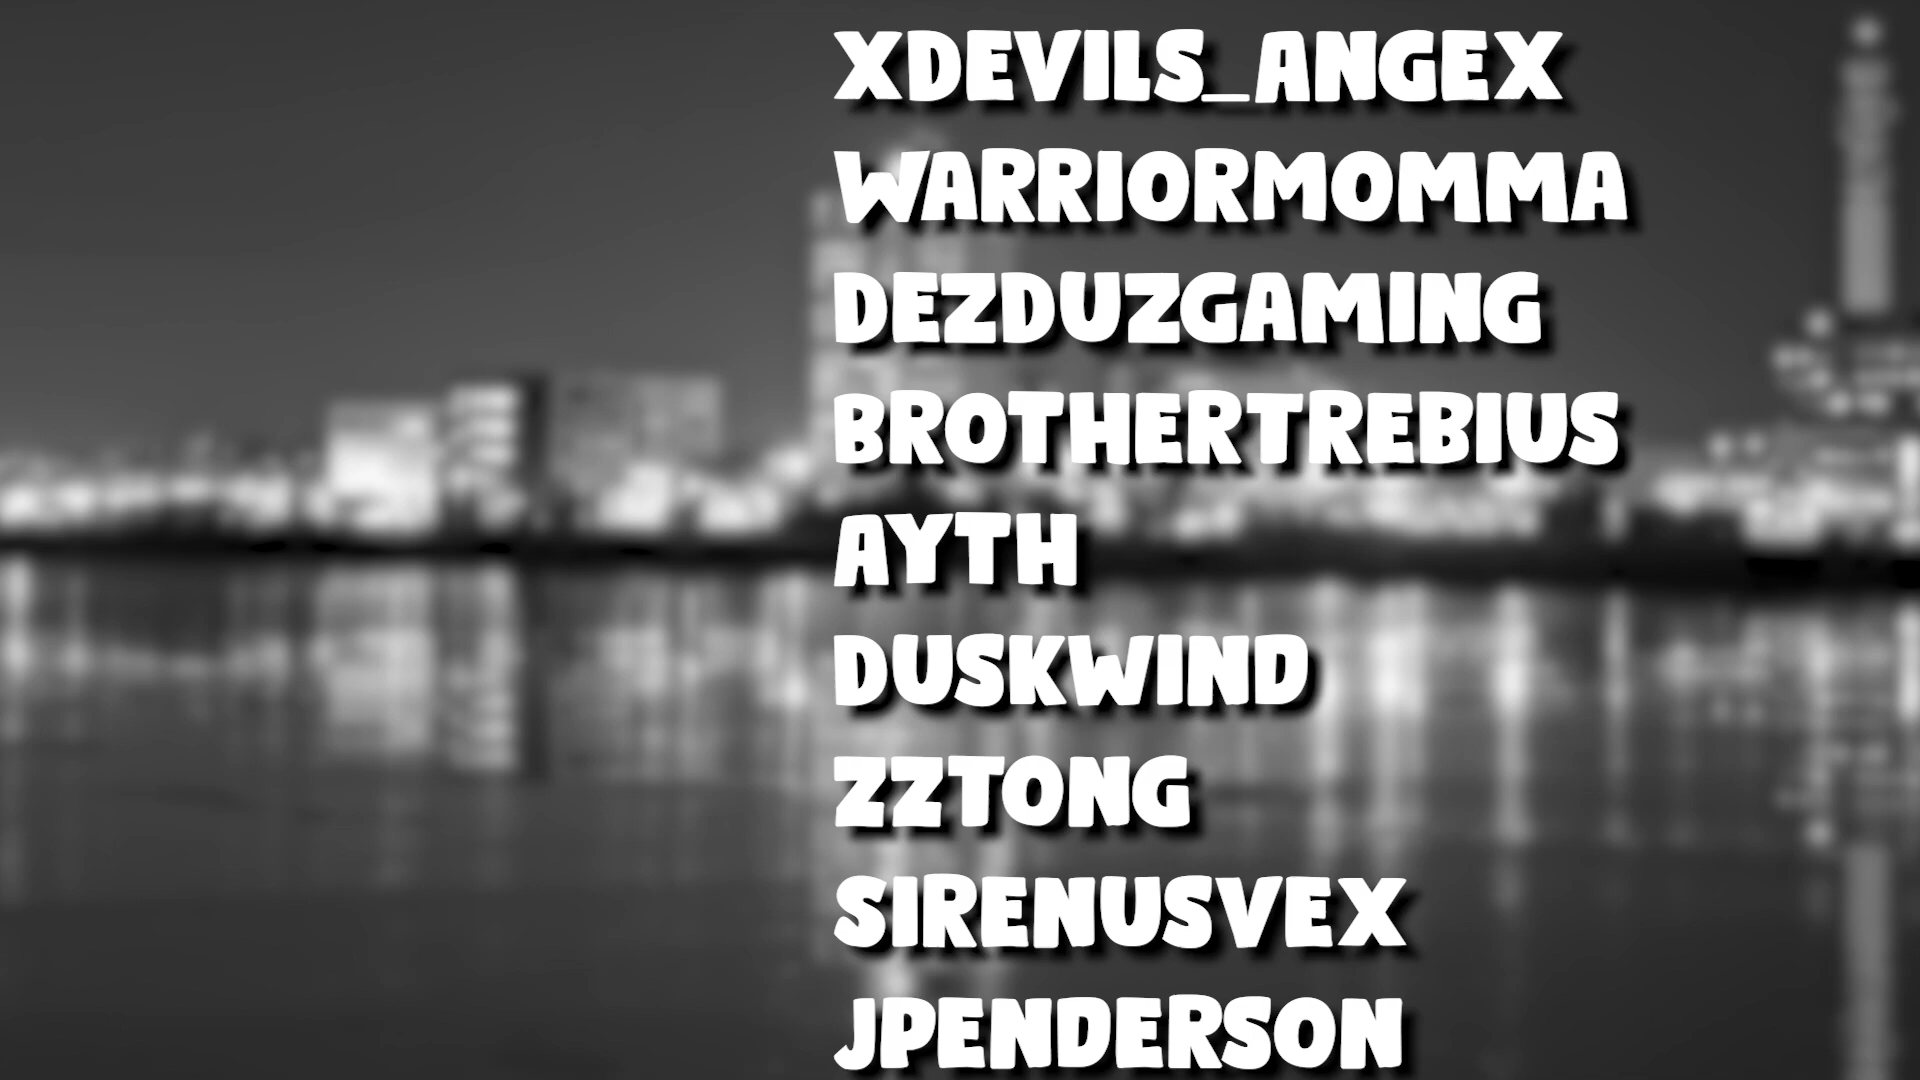 XDEVILS_ANGEX
WARRIORMOMMA
DEZDUZGAMING
BROTHERTREBIUS
AYTH
DUSKWIND
ZZTONG
SIRENUSVEX
JPENDERSON